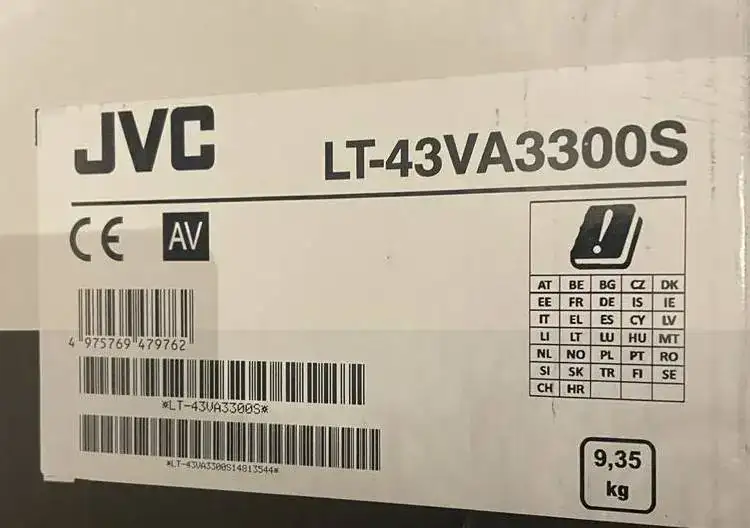 JVC LT-43VA3300S
CE AV
!
AT BE BG CZ DK
EE FR DE IS IE
IT EL ES CY LV
LI LT LU HU MT
NL NO PL PT RO
SI SK TR FI SE
CH HR
4 975769 479762
*LT-43VA3300S*
*LT-43VA3300S14813544*
9,35
kg